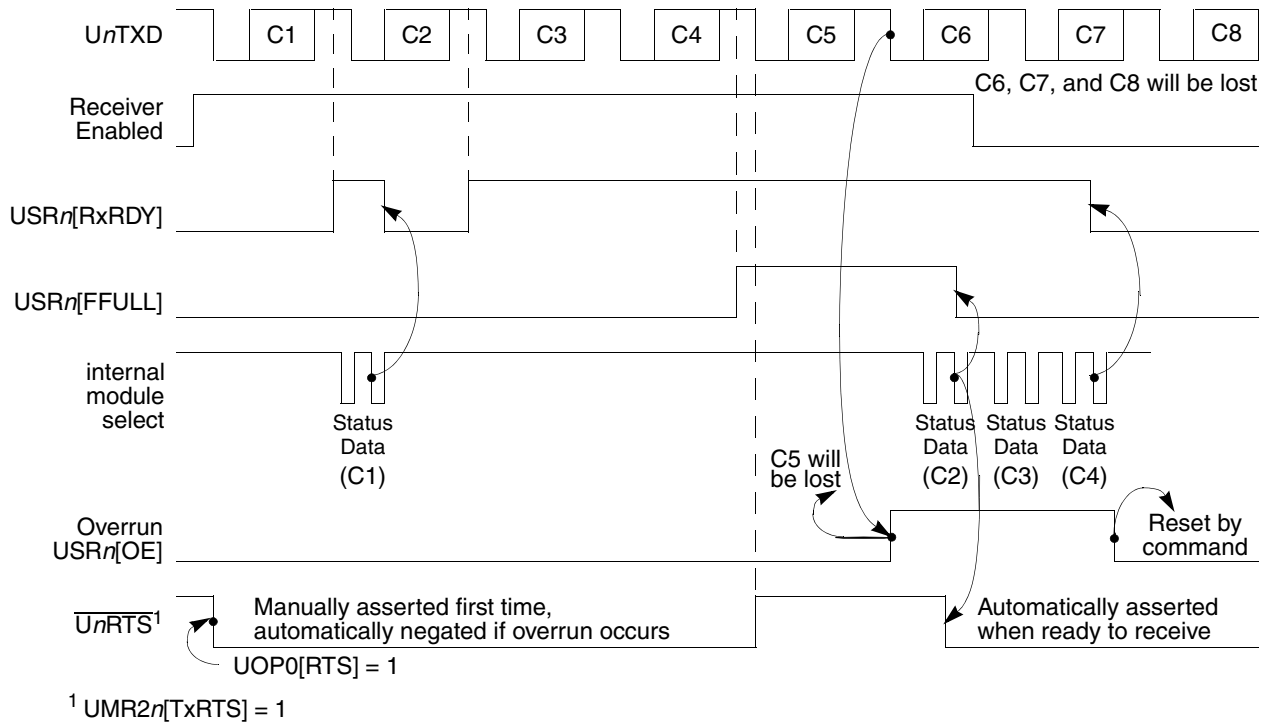 UnTXD
C1
C2
C3
C4
C5
C6
C7
C8
C6, C7, and C8 will be lost
Receiver
Enabled
USRn[RxRDY]
USRn[FFULL]
internal
module
select
Status
Data
(C1)
Status
Data
(C2)
Status
Data
(C3)
Status
Data
(C4)
C5 will
be lost
Overrun
USRn[OE]
Reset by
command
UnRTS1
Manually asserted first time,
automatically negated if overrun occurs
Automatically asserted
when ready to receive
UOP0[RTS] = 1
1 UMR2n[TxRTS] = 1